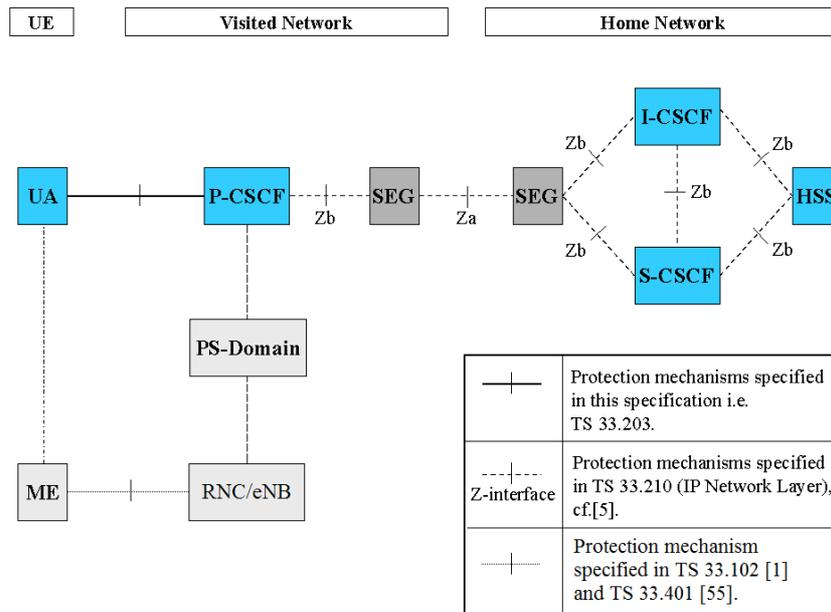 UE
Visited Network
Home Network
I-CSCF
Zb
Zb
UA
P-CSCF
SEG
SEG
Zb
HSS
Zb
Za
Zb
Zb
S-CSCF
PS-Domain
Protection mechanisms specified
in this specification i.e.
TS 33.203.
ME
RNC/eNB
Z-interface
Protection mechanisms specified
in TS 33.210 (IP Network Layer),
cf.[5].
Protection mechanism
specified in TS 33.102 [1]
and TS 33.401 [55].